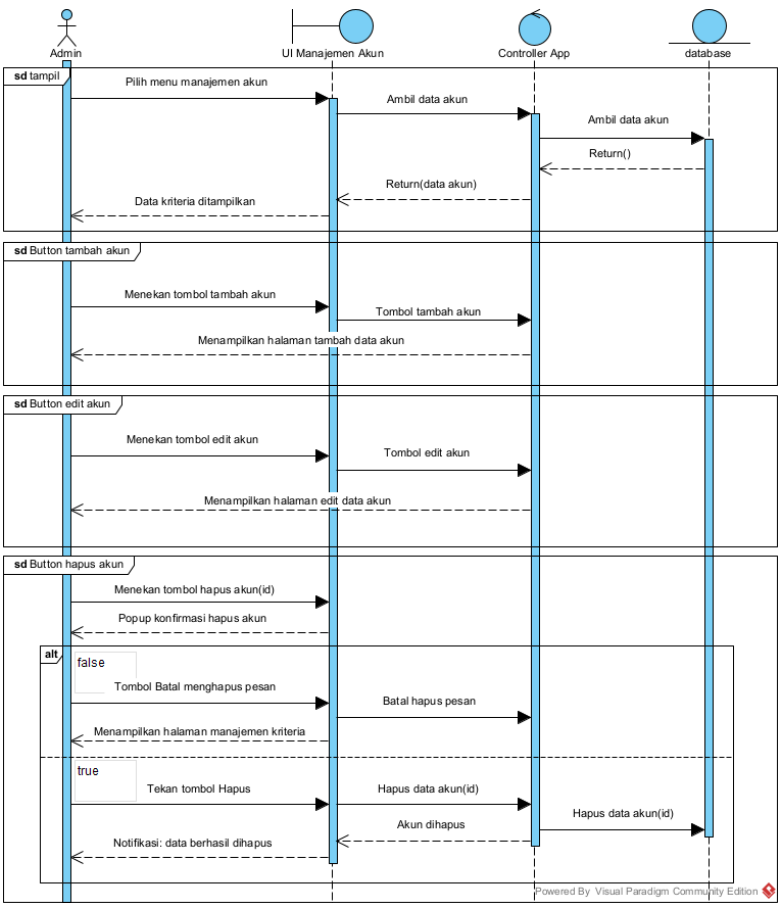 Admin
UI Manajemen Akun
Controller App
database
sd tampil
Pilih menu manajemen akun
Ambil data akun
Ambil data akun
Return()
Return(data akun)
Data kriteria ditampilkan
sd Button tambah akun
Menekan tombol tambah akun
Tombol tambah akun
Menampilkan halaman tambah data akun
sd Button edit akun
Menekan tombol edit akun
Tombol edit akun
Menampilkan halaman edit data akun
sd Button hapus akun
Menekan tombol hapus akun(id)
Popup konfirmasi hapus akun
alt
false
Tombol Batal menghapus pesan
Batal hapus pesan
Menampilkan halaman manajemen kriteria
true
Tekan tombol Hapus
Hapus data akun(id)
Hapus data akun(id)
Akun dihapus
Notifikasi: data berhasil dihapus
Powered By Visual Paradigm Community Edition